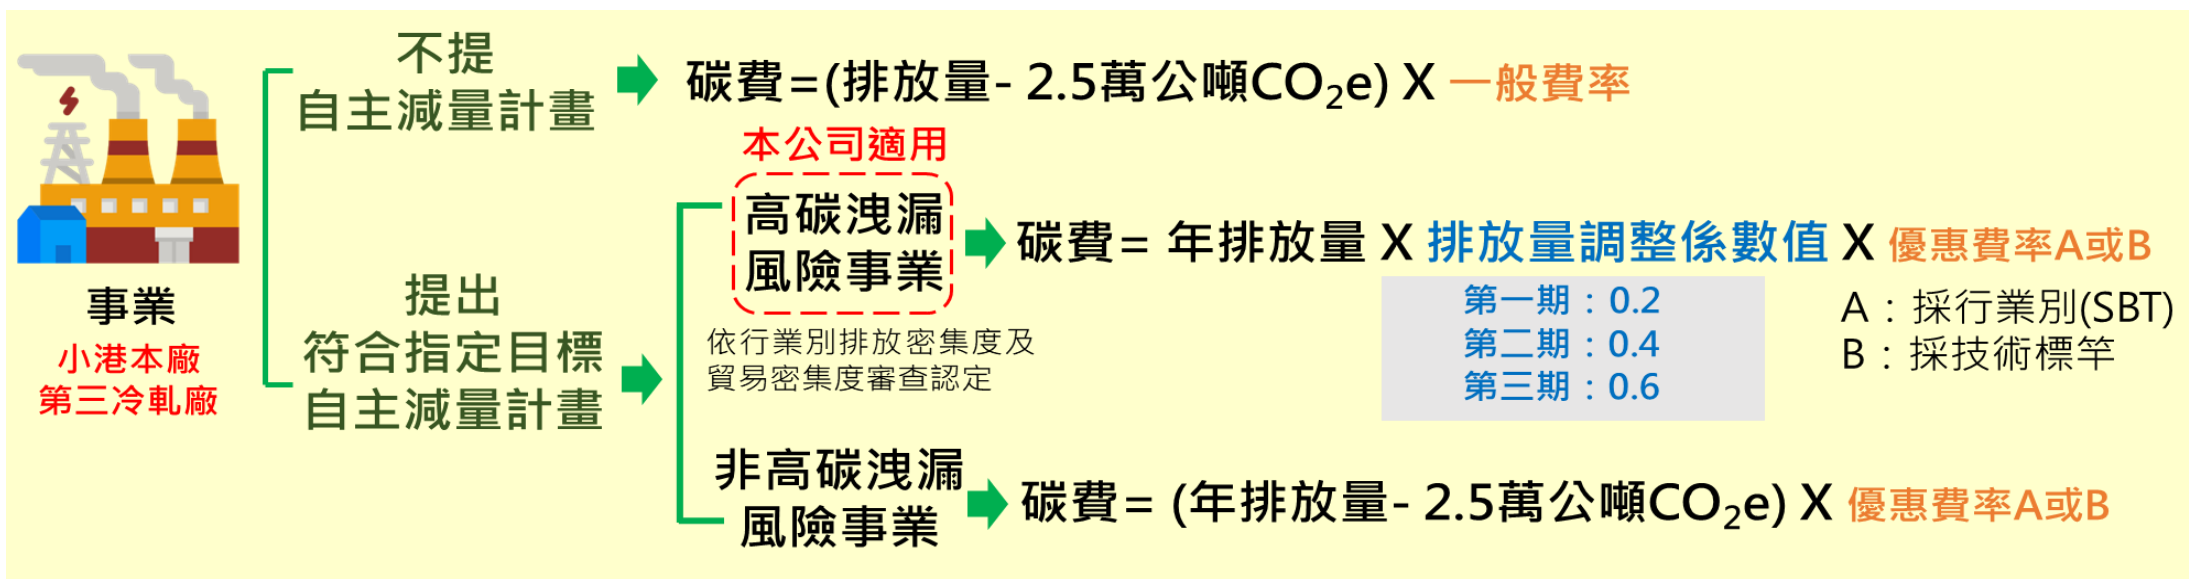 事業
小港本廠
第三冷軋廠
不提
自主減量計畫
碳費=(排放量- 2.5萬公噸CO₂e) X 一般費率
提出
符合指定目標
自主減量計畫
本公司適用
高碳洩漏
風險事業
依行業別排放密集度及
貿易密集度審查認定
碳費= 年排放量 X 排放量調整係數值 X 優惠費率A或B
第一期：0.2
第二期：0.4
第三期：0.6
A：採行業別(SBT)
B：採技術標竿
非高碳洩漏
風險事業
碳費= (年排放量- 2.5萬公噸CO₂e) X 優惠費率A或B